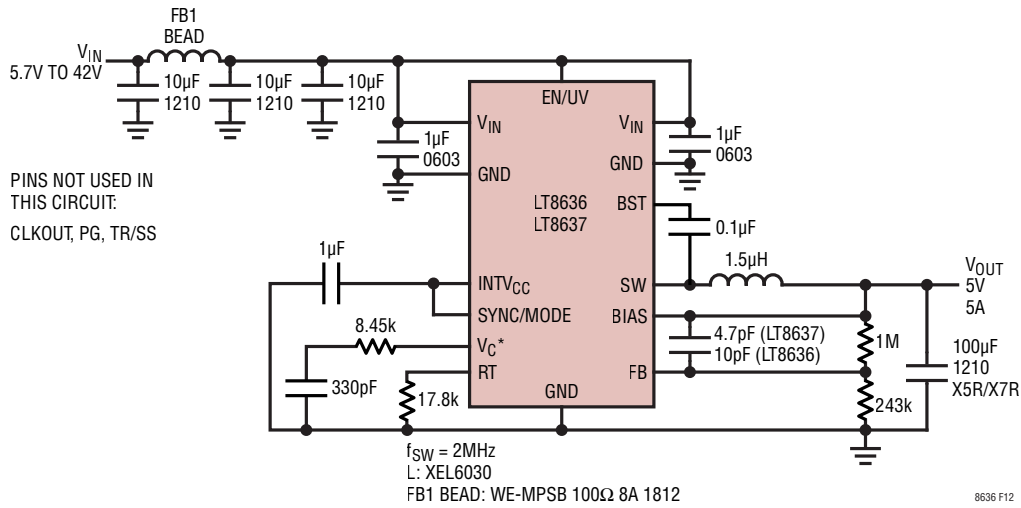 FB1
BEAD
VIN
5.7V TO 42V
10µF
1210
10µF
1210
10µF
1210
EN/UV
VIN
VIN
1µF
0603
1µF
0603
GND
GND
PINS NOT USED IN
THIS CIRCUIT:
CLKOUT, PG, TR/SS
LT8636
LT8637
BST
0.1µF
1µF
1.5µH
INTVCC
SW
VOUT
5V
5A
SYNC/MODE
BIAS
8.45k
VC*
4.7pF (LT8637)
10pF (LT8636)
1M
100µF
1210
X5R/X7R
RT
FB
330pF
17.8k
GND
243k
fSW = 2MHz
L: XEL6030
FB1 BEAD: WE-MPSB 100Ω 8A 1812
8636 F12